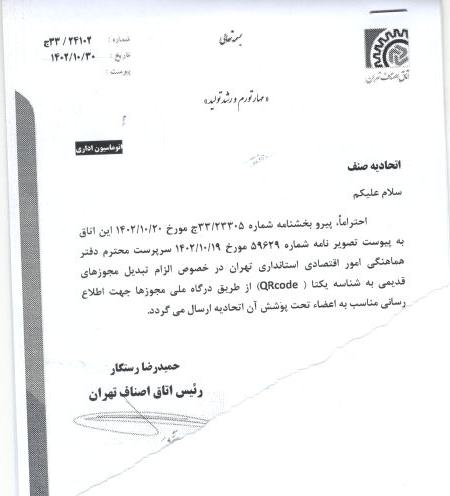 بسمه تعالی
شماره : ۲۴۱۰۲ / ۳۳ج
تاریخ : ۱۴۰۲/۱۰/۳۰
پیوست :
اتاق اصناف تهران
«مهار تورم و رشد تولید»
اتوماسیون اداری
اتحادیه صنف
سلام علیکم
احتراماً، پیرو بخشنامه شماره ۳۳/۲۳۳۰۵ج مورخ ۱۴۰۲/۱۰/۲۰ این اتاق
به پیوست تصویر نامه شماره ۵۹۶۲۹ مورخ ۱۴۰۲/۱۰/۱۹ سرپرست محترم دفتر
هماهنگی امور اقتصادی استانداری تهران در خصوص الزام تبدیل مجوزهای
قدیمی به شناسه یکتا ( QRcode) از طریق درگاه ملی مجوزها جهت اطلاع
رسانی مناسب به اعضاء تحت پوشش آن اتحادیه ارسال می گردد.
حمیدرضا رستگار
رئیس اتاق اصناف تهران